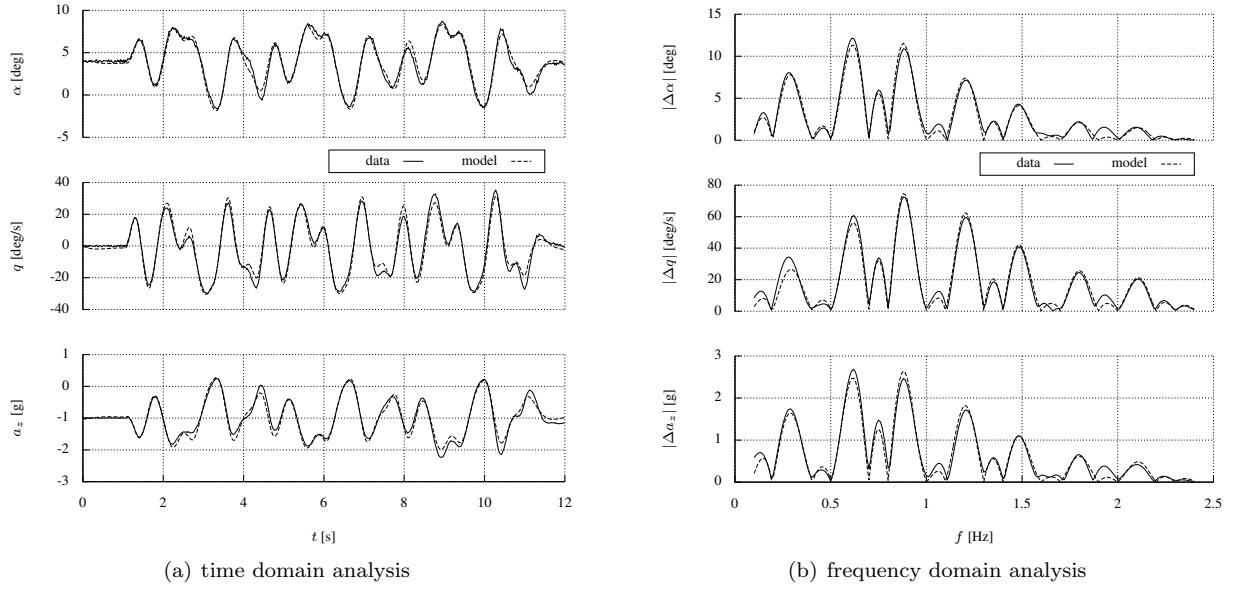 10
5
0
-5
α [deg]
data model
40
20
0
-20
-40
q [deg/s]
1
0
-1
-2
-3
a_z [g]
0 2 4 6 8 10 12
t [s]
(a) time domain analysis
15
10
5
0
|Δα| [deg]
data model
80
60
40
20
0
|Δq| [deg/s]
3
2
1
0
|Δa_z| [g]
0 0.5 1 1.5 2 2.5
f [Hz]
(b) frequency domain analysis